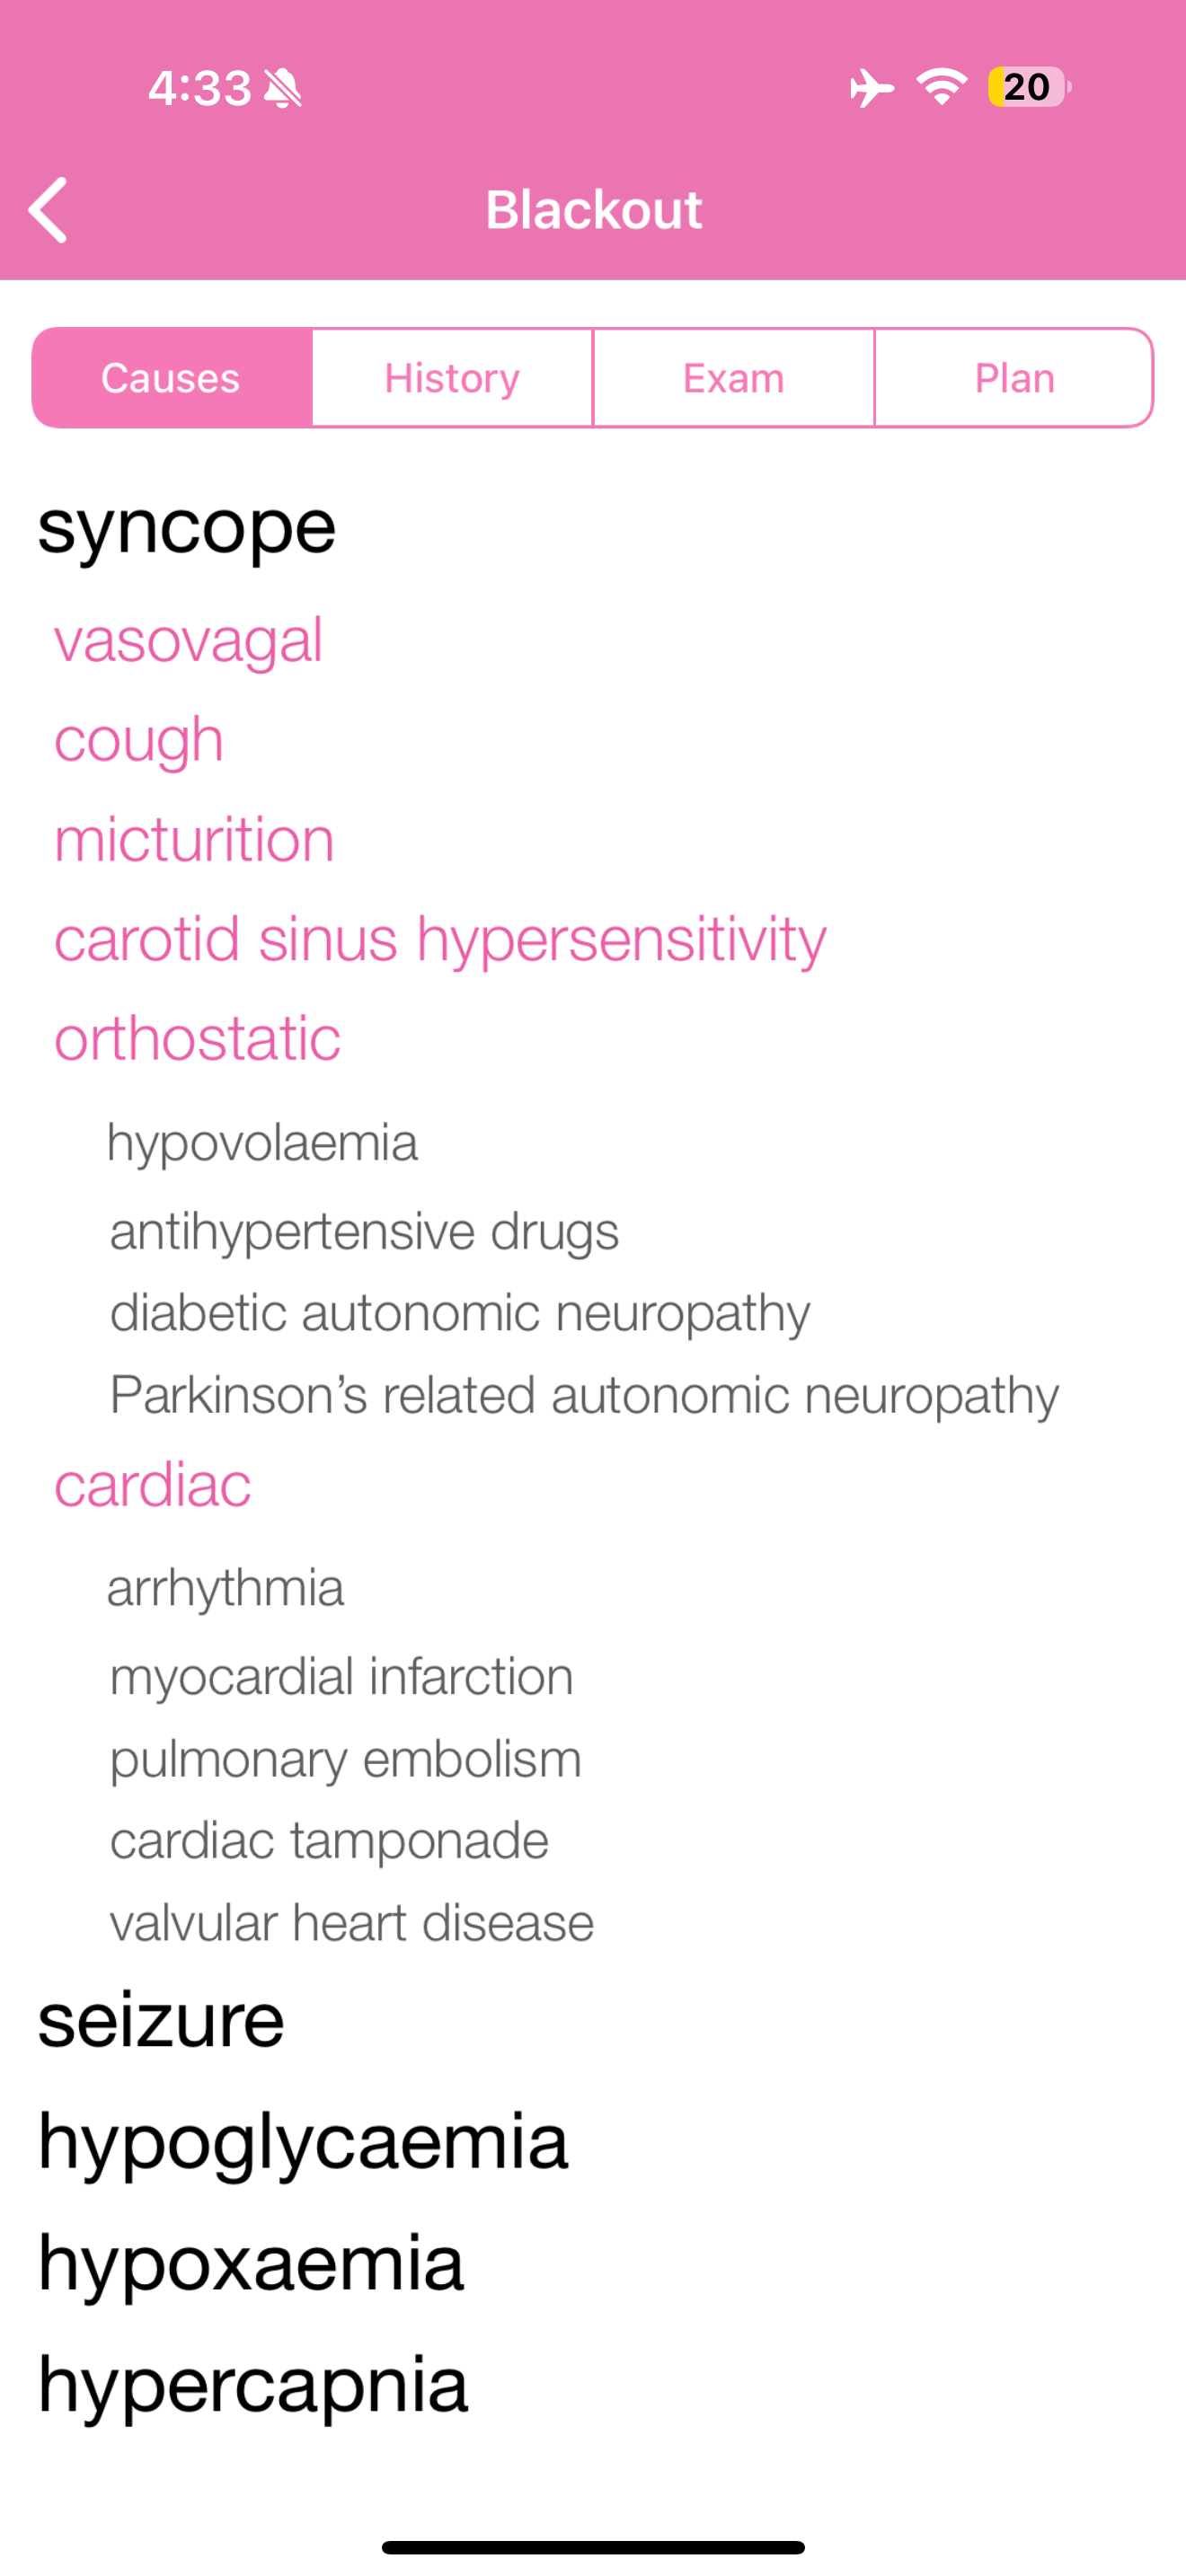 4:33
20
Blackout
Causes History Exam Plan
syncope
vasovagal
cough
micturition
carotid sinus hypersensitivity
orthostatic
hypovolaemia
antihypertensive drugs
diabetic autonomic neuropathy
Parkinson’s related autonomic neuropathy
cardiac
arrhythmia
myocardial infarction
pulmonary embolism
cardiac tamponade
valvular heart disease
seizure
hypoglycaemia
hypoxaemia
hypercapnia